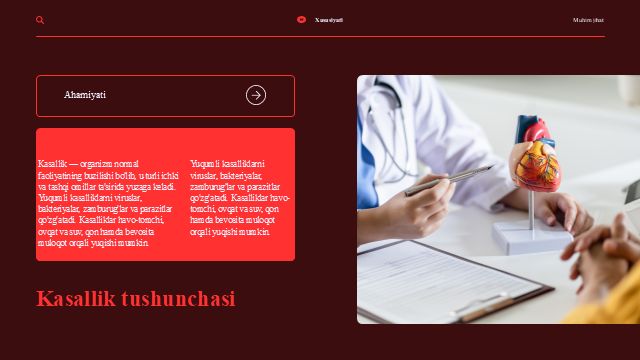 Xususiyati
Muhim jihat
Ahamiyati
Kasallik — organizm normal
faoliyatining buzilishi bo'lib, u turli ichki
va tashqi omillar ta'sirida yuzaga keladi.
Yuqumli kasalliklarni viruslar,
bakteriyalar, zamburug'lar va parazitlar
qo'zg'atadi. Kasalliklar havo-tomchi,
ovqat va suv, qon hamda bevosita
muloqot orqali yuqishi mumkin.
Yuqumli kasalliklarni
viruslar, bakteriyalar,
zamburug'lar va parazitlar
qo'zg'atadi. Kasalliklar havo-
tomchi, ovqat va suv, qon
hamda bevosita muloqot
orqali yuqishi mumkin.
Kasallik tushunchasi